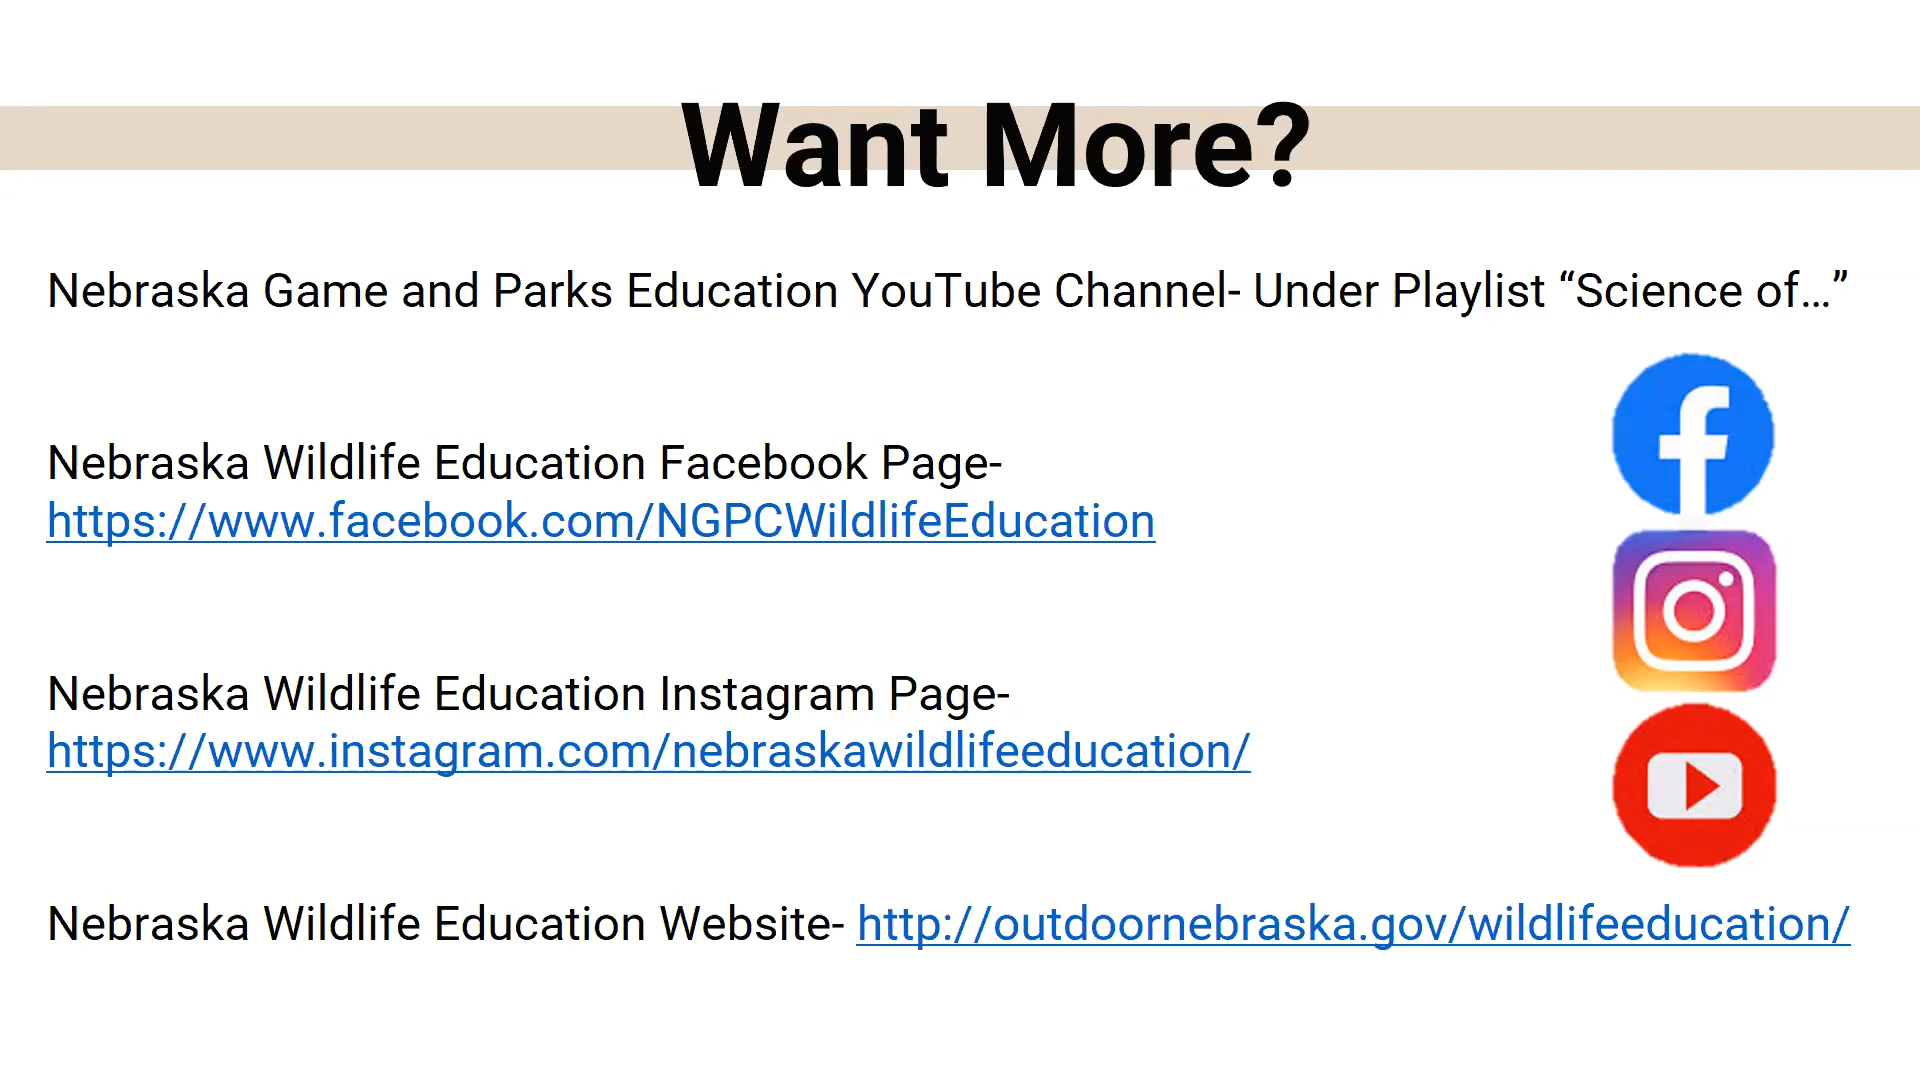 Want More?
Nebraska Game and Parks Education YouTube Channel- Under Playlist “Science of…”
Nebraska Wildlife Education Facebook Page-
https://www.facebook.com/NGPCWildlifeEducation
Nebraska Wildlife Education Instagram Page-
https://www.instagram.com/nebraskawildlifeeducation/
Nebraska Wildlife Education Website- http://outdoornebraska.gov/wildlifeeducation/